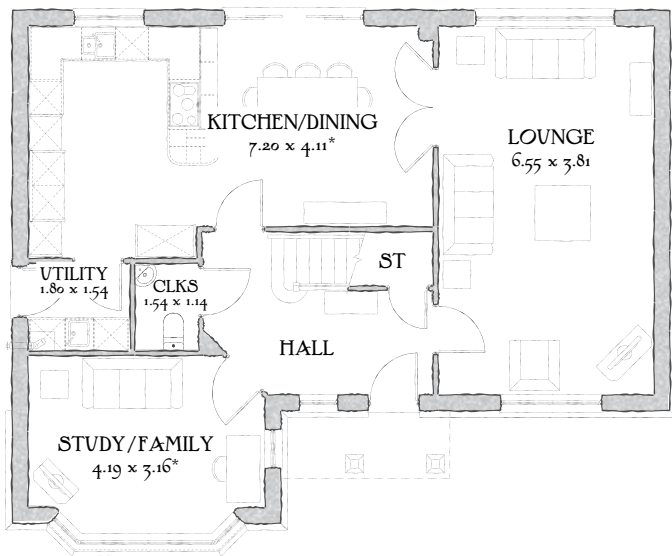 KITCHEN/DINING
7.20 x 4.11*
LOUNGE
6.55 x 3.81
UTILITY
1.80 x 1.54
CLKS
1.54 x 1.14
ST
HALL
STUDY/FAMILY
4.19 x 3.16*